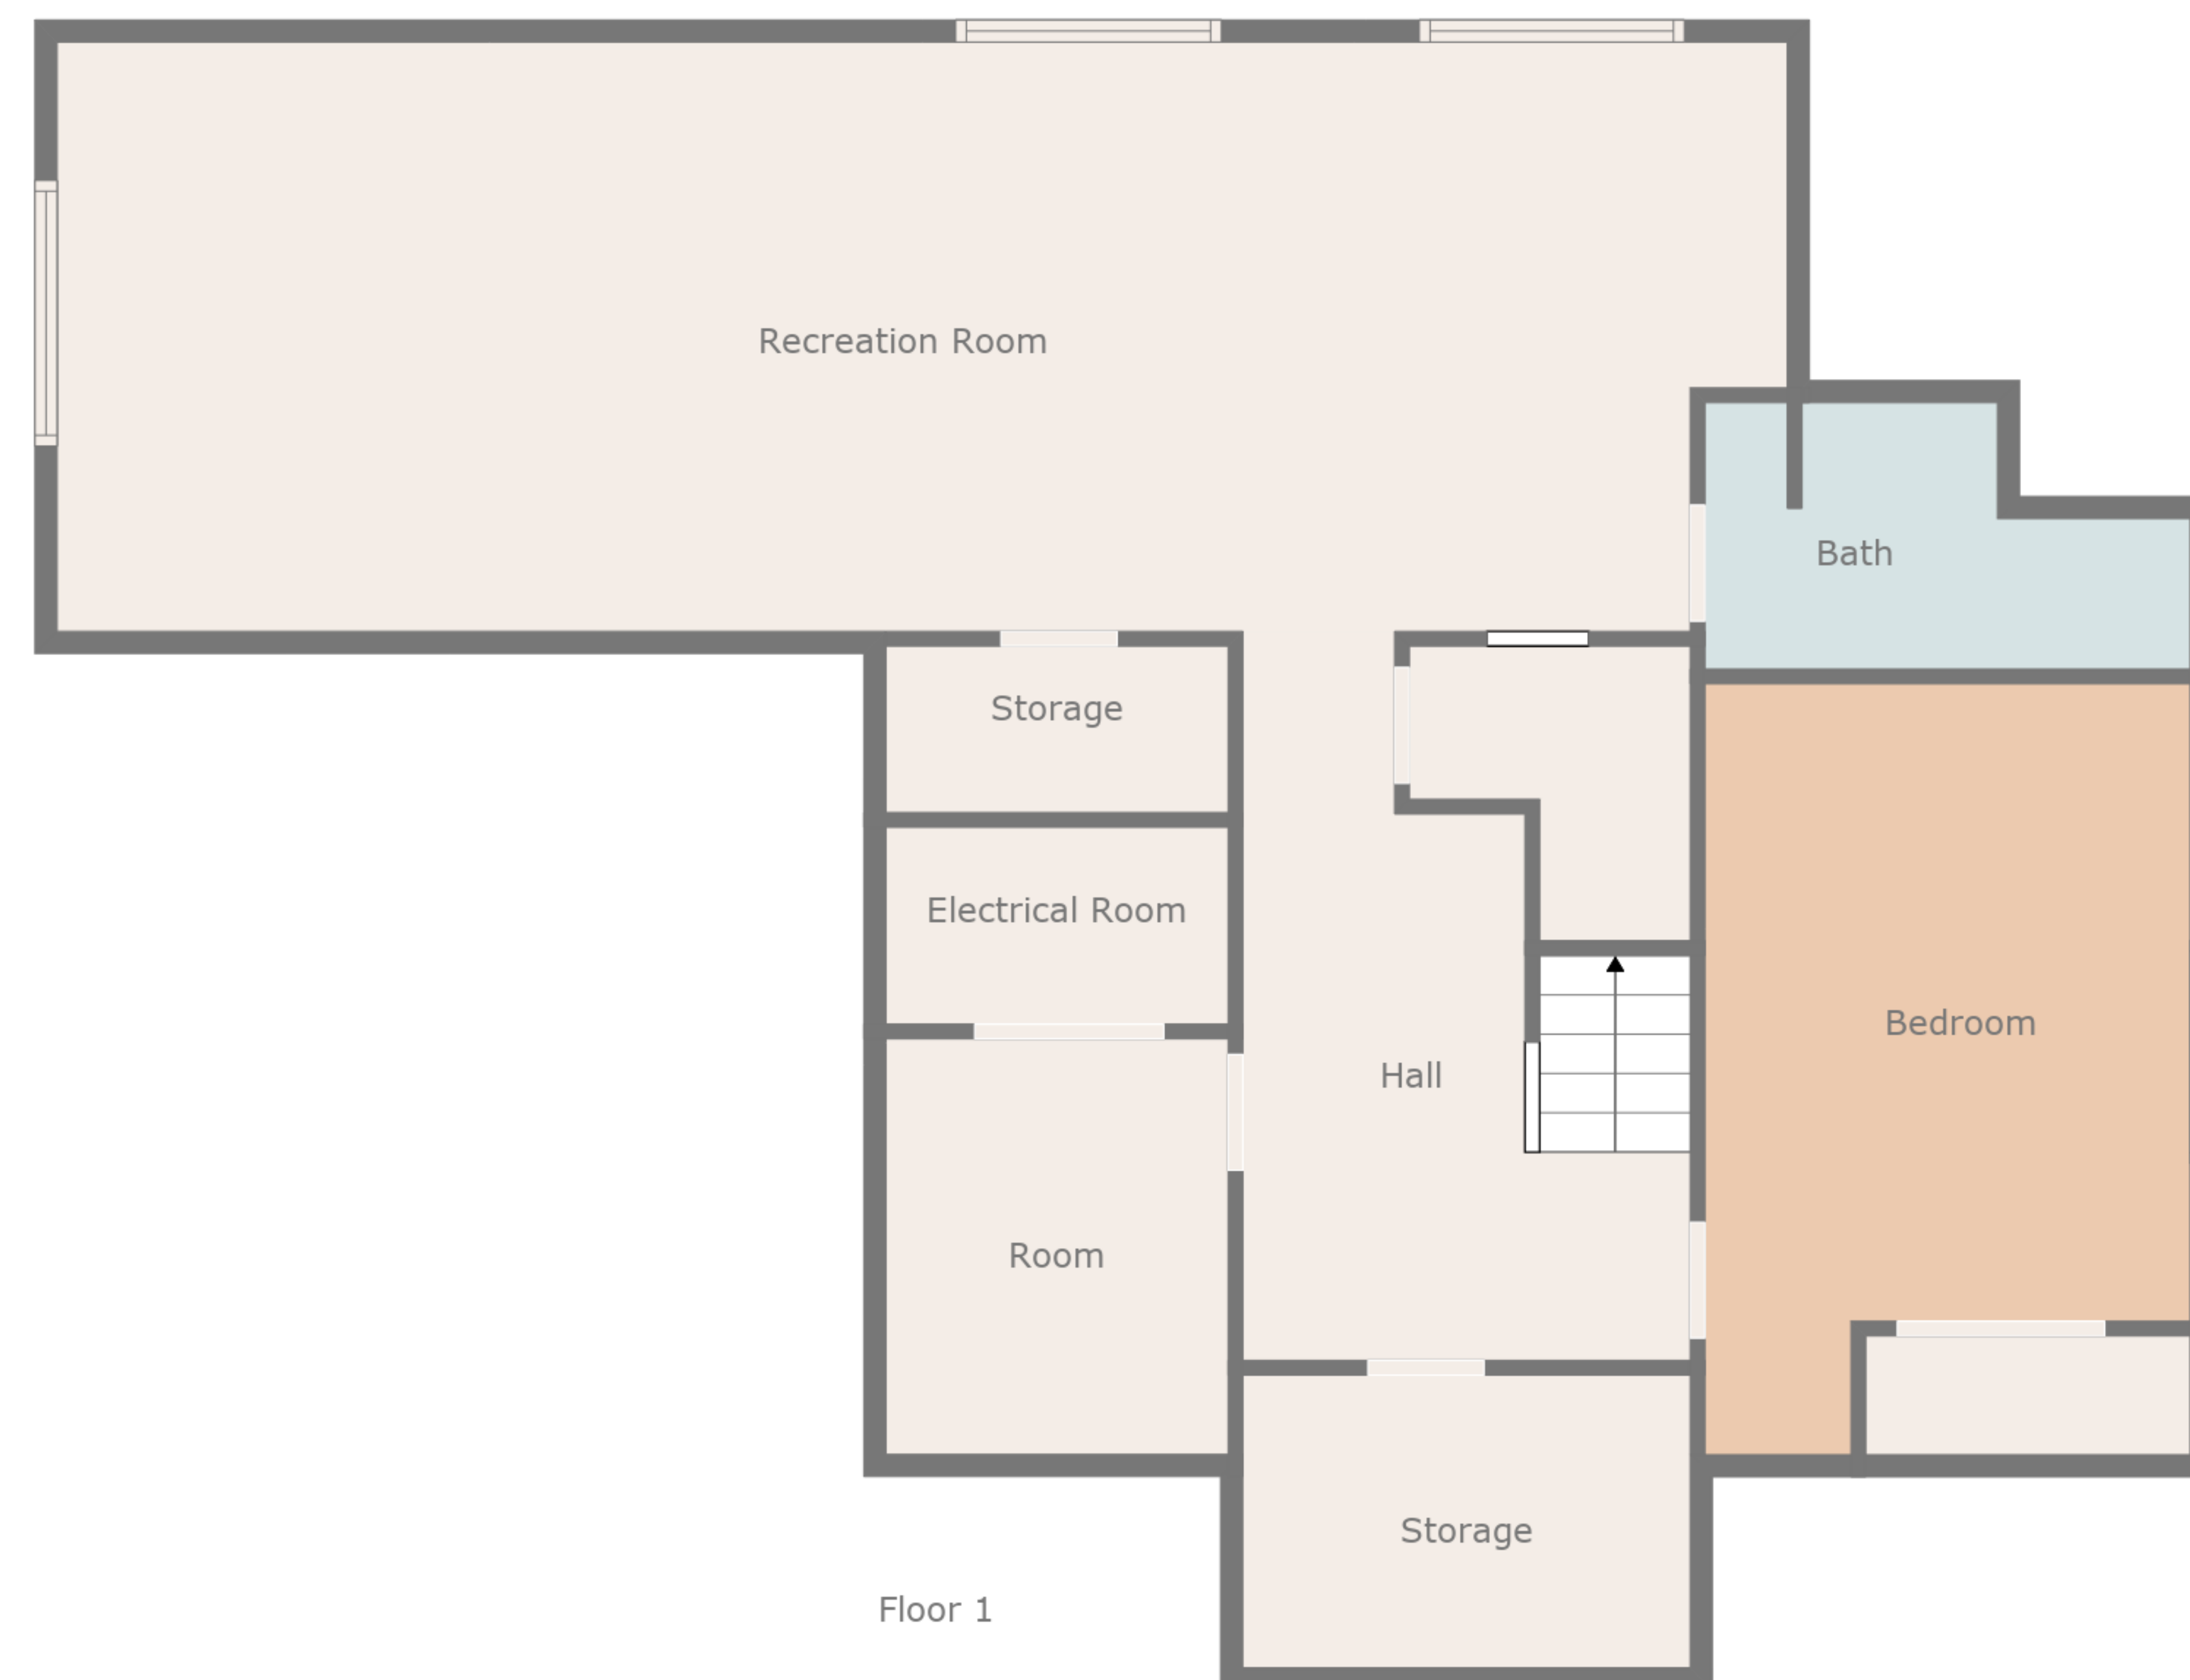 Recreation Room
Bath
Storage
Electrical Room
Bedroom
Hall
Room
Storage
Floor 1